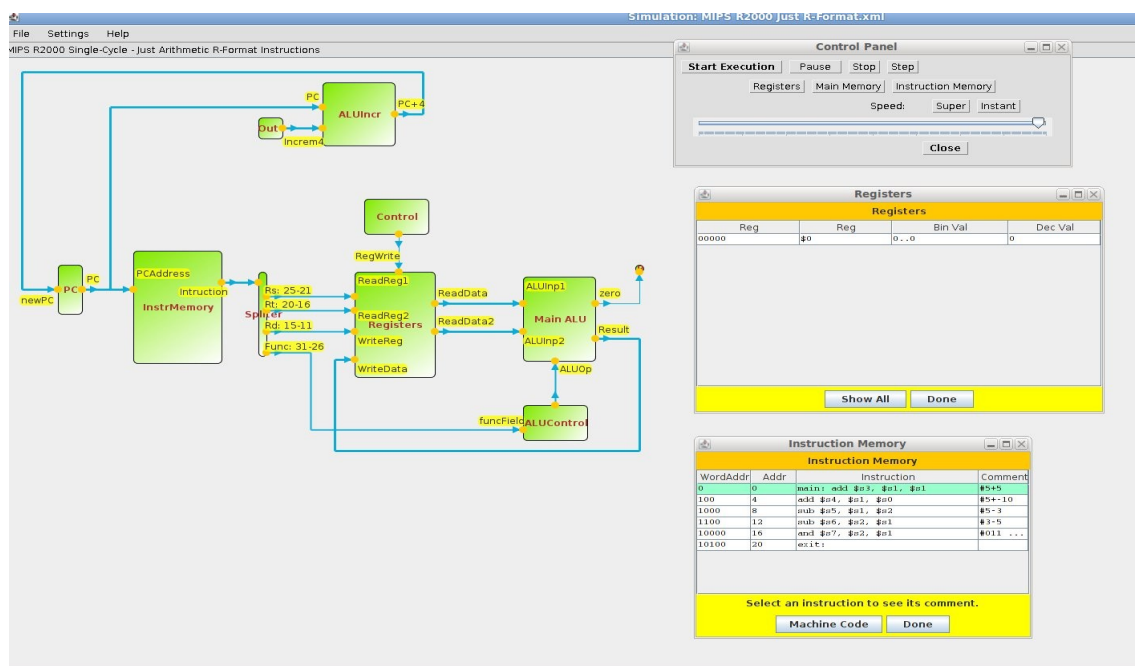 Simulation: MIPS R2000 Just R-Format.xml
File Settings Help
MIPS R2000 Single-Cycle - Just Arithmetic R-Format Instructions
PC
ALUIncr
PC+4
Out
Increm4
Control
RegWrite
PC
PC
newPC
PCAddress
Intruction
InstrMemory
Spliter
Rs: 25-21
Rt: 20-16
Rd: 15-11
Func: 31-26
ReadReg1
ReadReg2
Registers
WriteReg
WriteData
ReadData
ReadData2
ALUInp1
Main ALU
ALUInp2
zero
Result
ALUOp
funcField
ALUControl
Control Panel
Start Execution Pause Stop Step
Registers Main Memory Instruction Memory
Speed: Super Instant
Close
Registers
Registers
Reg Reg Bin Val Dec Val
00000 $0 0..0 0
Show All Done
Instruction Memory
Instruction Memory
WordAddr Addr Instruction Comment
0 0 main: add $s3, $s1, $s1 #5+5
100 4 add $s4, $s1, $s0 #5+-10
1000 8 sub $s5, $s1, $s2 #5-3
1100 12 sub $s6, $s2, $s1 #3-5
10000 16 and $s7, $s2, $s1 #011 ...
10100 20 exit:
Select an instruction to see its comment.
Machine Code Done